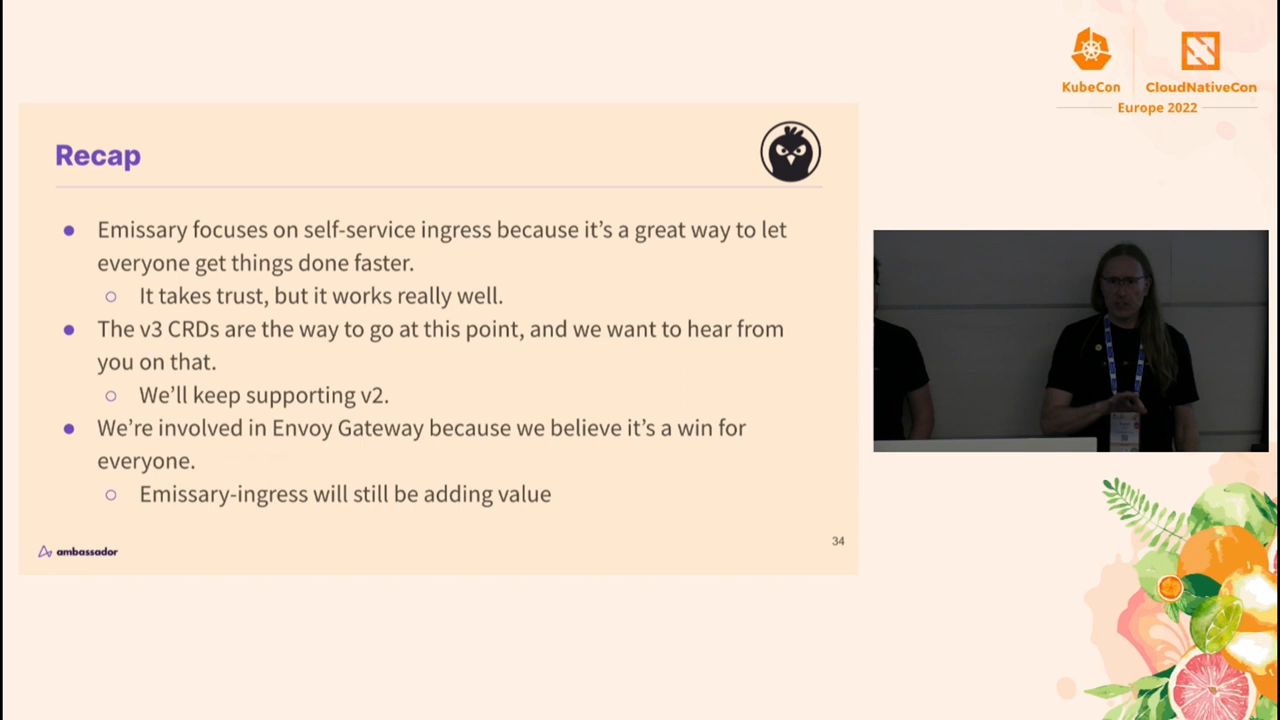 KubeCon
CloudNativeCon
Europe 2022
Recap
● Emissary focuses on self-service ingress because it’s a great way to let
everyone get things done faster.
○ It takes trust, but it works really well.
● The v3 CRDs are the way to go at this point, and we want to hear from
you on that.
○ We’ll keep supporting v2.
● We’re involved in Envoy Gateway because we believe it’s a win for
everyone.
○ Emissary-ingress will still be adding value
ambassador
34